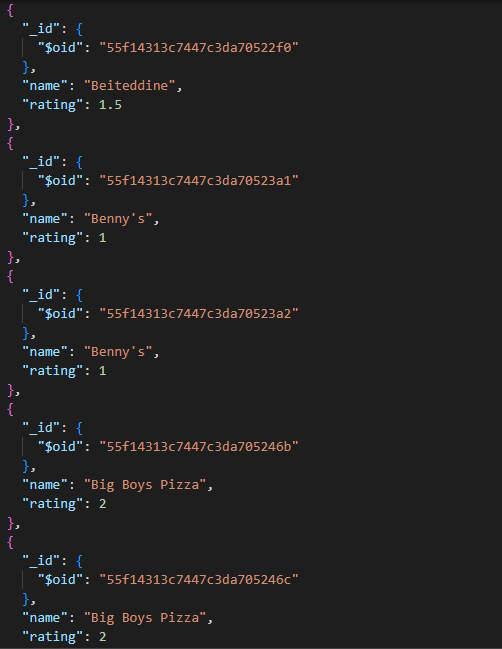 {
"_id": {
"$oid": "55f14313c7447c3da70522f0"
},
"name": "Beiteddine",
"rating": 1.5
},
{
"_id": {
"$oid": "55f14313c7447c3da70523a1"
},
"name": "Benny's",
"rating": 1
},
{
"_id": {
"$oid": "55f14313c7447c3da70523a2"
},
"name": "Benny's",
"rating": 1
},
{
"_id": {
"$oid": "55f14313c7447c3da705246b"
},
"name": "Big Boys Pizza",
"rating": 2
},
{
"_id": {
"$oid": "55f14313c7447c3da705246c"
},
"name": "Big Boys Pizza",
"rating": 2